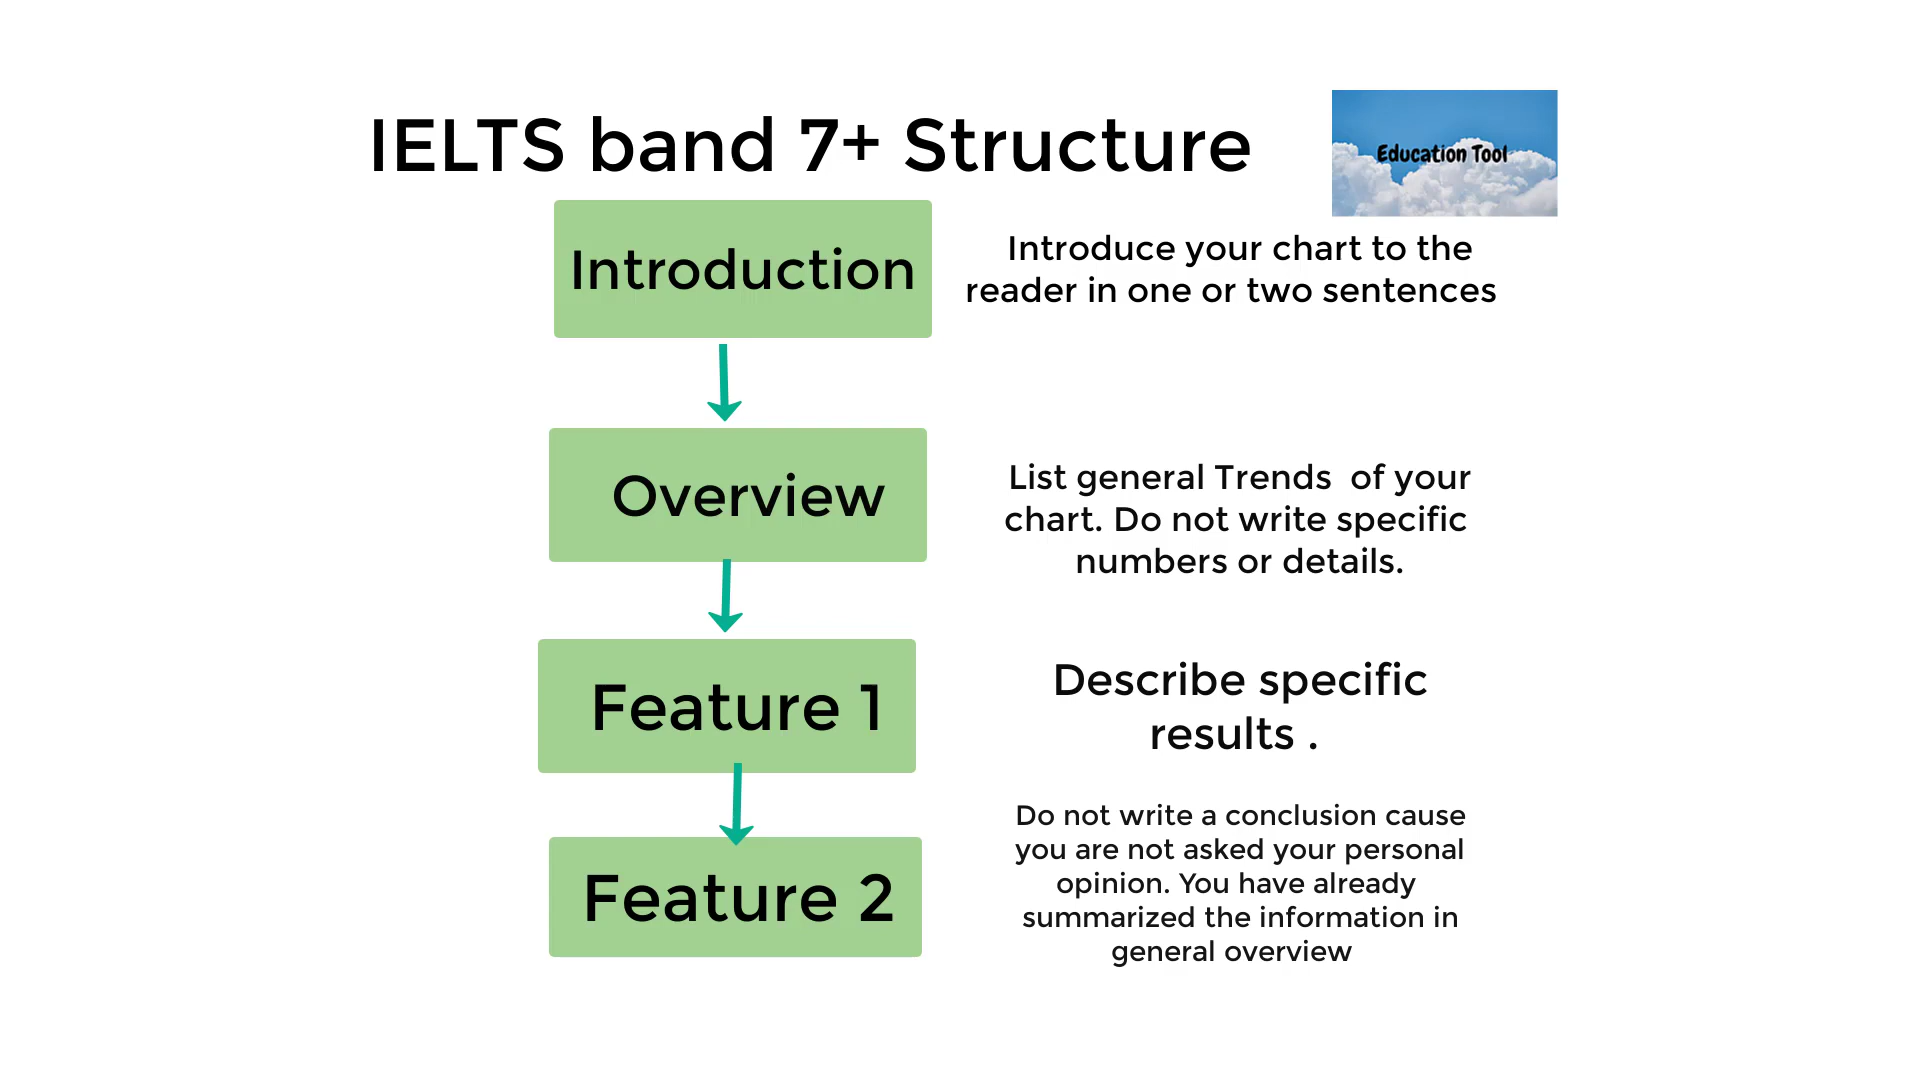 IELTS band 7+ Structure
Education Tool
Introduction
Introduce your chart to the
reader in one or two sentences
Overview
List general Trends  of your
chart. Do not write specific
numbers or details.
Feature 1
Describe specific
results .
Feature 2
Do not write a conclusion cause
you are not asked your personal
opinion. You have already
summarized the information in
general overview